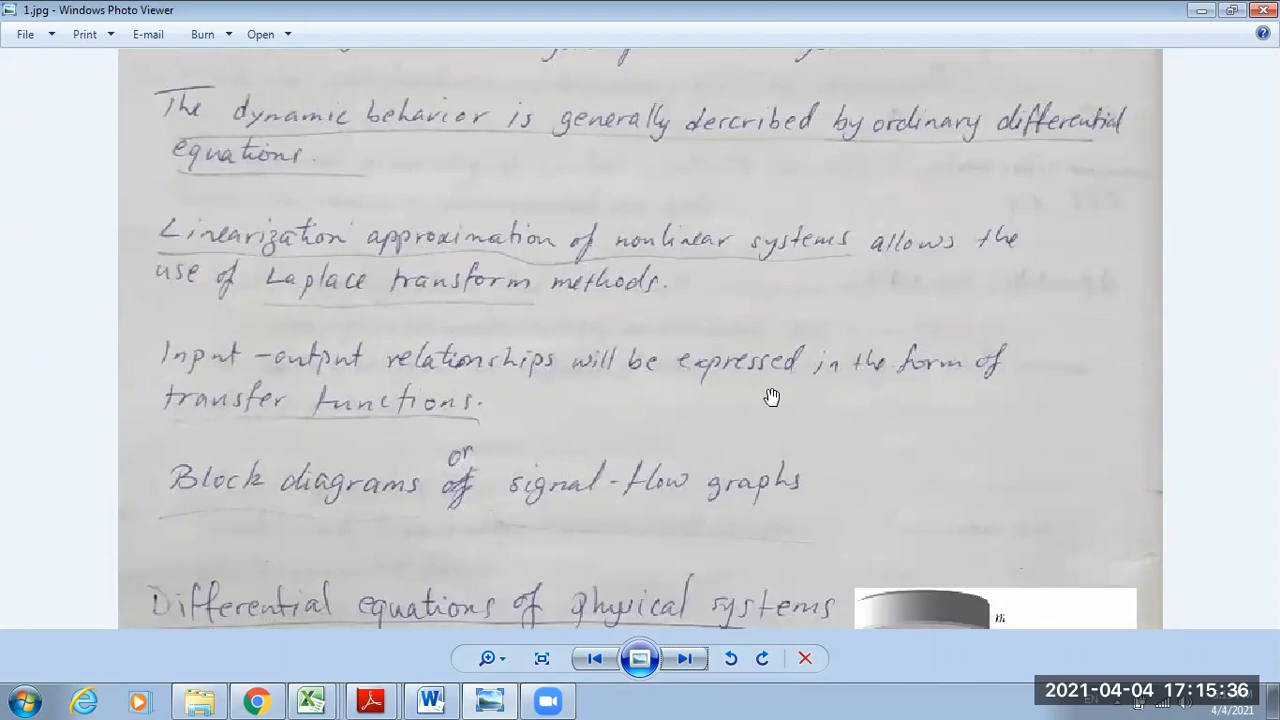 1.jpg - Windows Photo Viewer
File Print E-mail Burn Open
The dynamic behavior is generally described by ordinary differential
equations.
Linearization approximation of nonlinear systems allows the
use of Laplace transform methods.
Input-output relationships will be expressed in the form of
transfer functions.
or
Block diagrams of signal-flow graphs
Differential equations of physical systems
m
EN
2021-04-04 17:15:36
4/4/2021